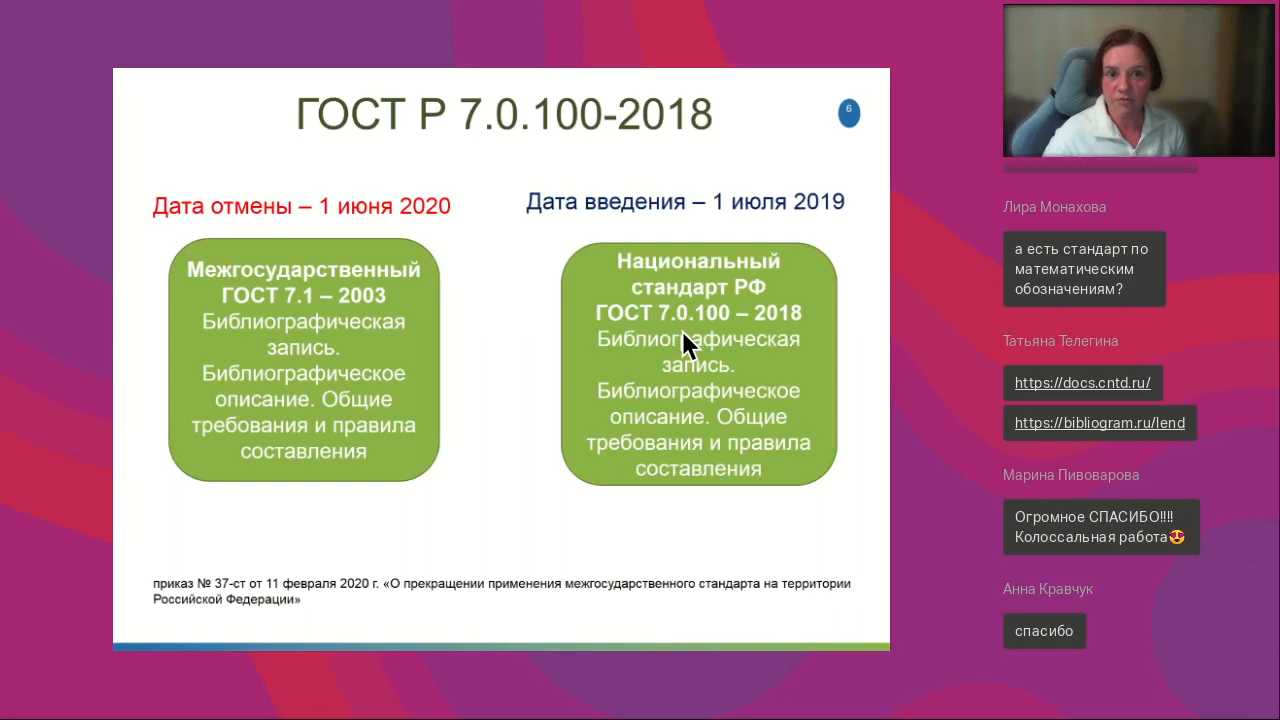 ГОСТ Р 7.0.100-2018
6
Дата отмены – 1 июня 2020
Межгосударственный
ГОСТ 7.1 – 2003
Библиографическая
запись.
Библиографическое
описание. Общие
требования и правила
составления
Дата введения – 1 июля 2019
Национальный
стандарт РФ
ГОСТ 7.0.100 – 2018
Библиографическая
запись.
Библиографическое
описание. Общие
требования и правила
составления
приказ № 37-ст от 11 февраля 2020 г. «О прекращении применения межгосударственного стандарта на территории
Российской Федерации»
Лира Монахова
а есть стандарт по
математическим
обозначениям?
Татьяна Телегина
https://docs.cntd.ru/
https://bibliogram.ru/lend
Марина Пивоварова
Огромное СПАСИБО!!!!
Колоссальная работа😍
Анна Кравчук
спасибо